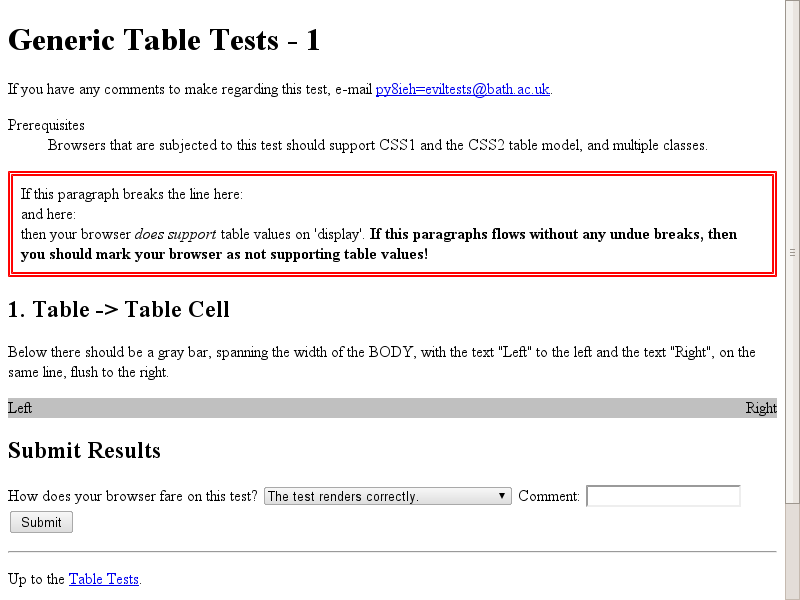 Generic Table Tests - 1
If you have any comments to make regarding this test, e-mail py8ieh=eviltests@bath.ac.uk.
Prerequisites
Browsers that are subjected to this test should support CSS1 and the CSS2 table model, and multiple classes.
If this paragraph breaks the line here:
and here:
then your browser does support table values on 'display'. If this paragraphs flows without any undue breaks, then
you should mark your browser as not supporting table values!
1. Table -> Table Cell
Below there should be a gray bar, spanning the width of the BODY, with the text "Left" to the left and the text "Right", on the
same line, flush to the right.
Left Right
Submit Results
How does your browser fare on this test? The test renders correctly. Comment:
Submit
Up to the Table Tests.